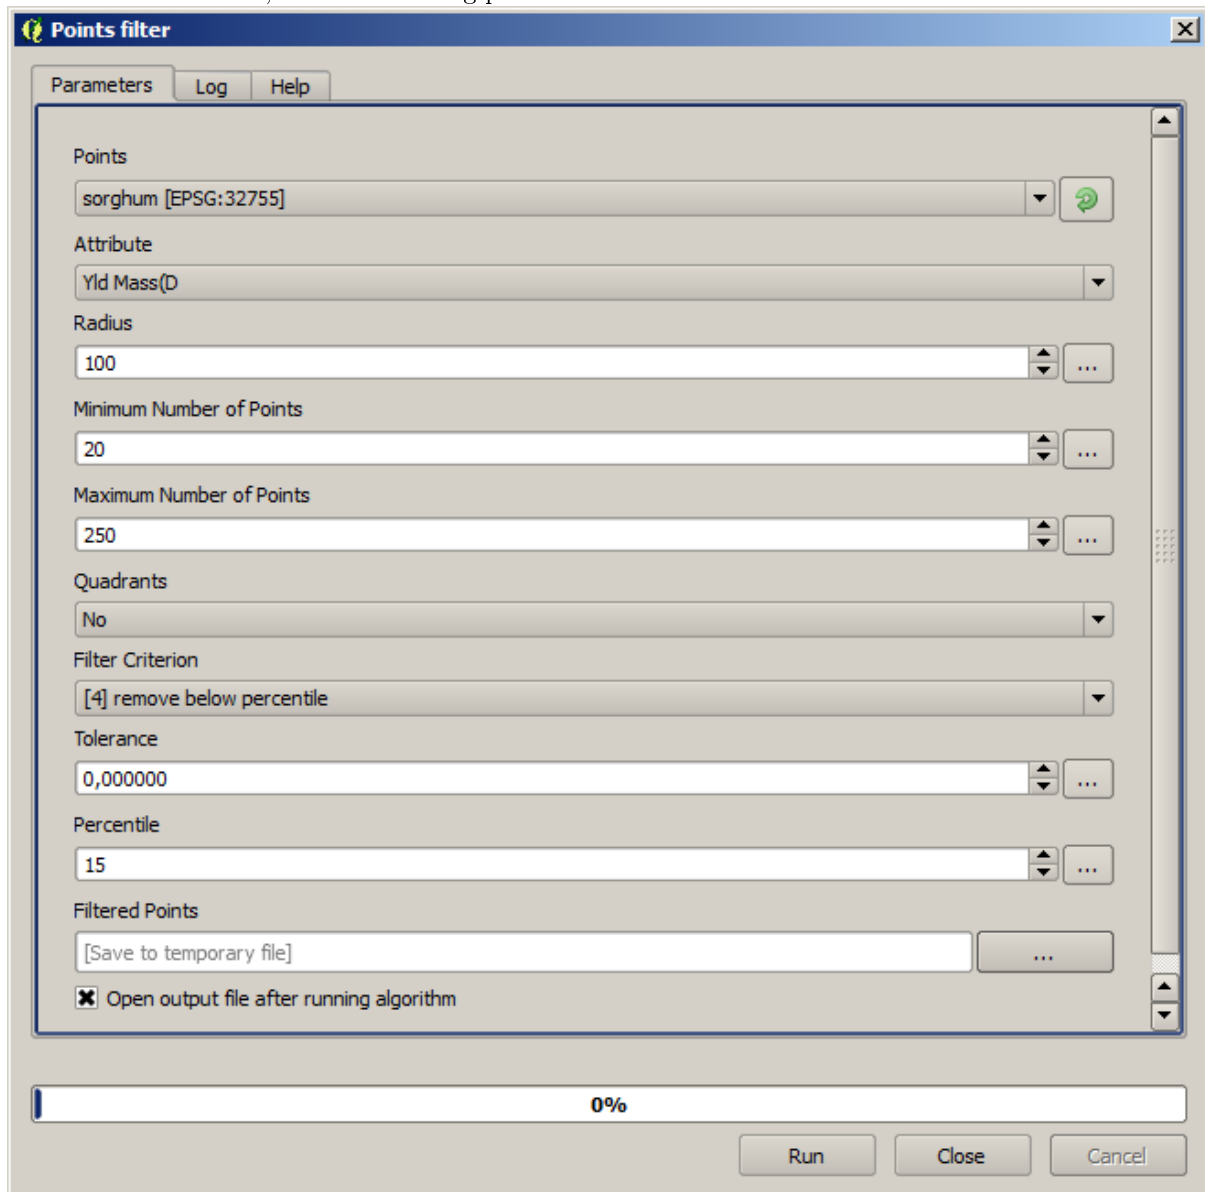 Points filter
Parameters Log Help
Points
sorghum [EPSG:32755]
Attribute
Yld Mass(D
Radius
100
...
Minimum Number of Points
20
...
Maximum Number of Points
250
...
Quadrants
No
Filter Criterion
[4] remove below percentile
Tolerance
0,000000
...
Percentile
15
...
Filtered Points
[Save to temporary file]
...
Open output file after running algorithm
0%
Run Close Cancel